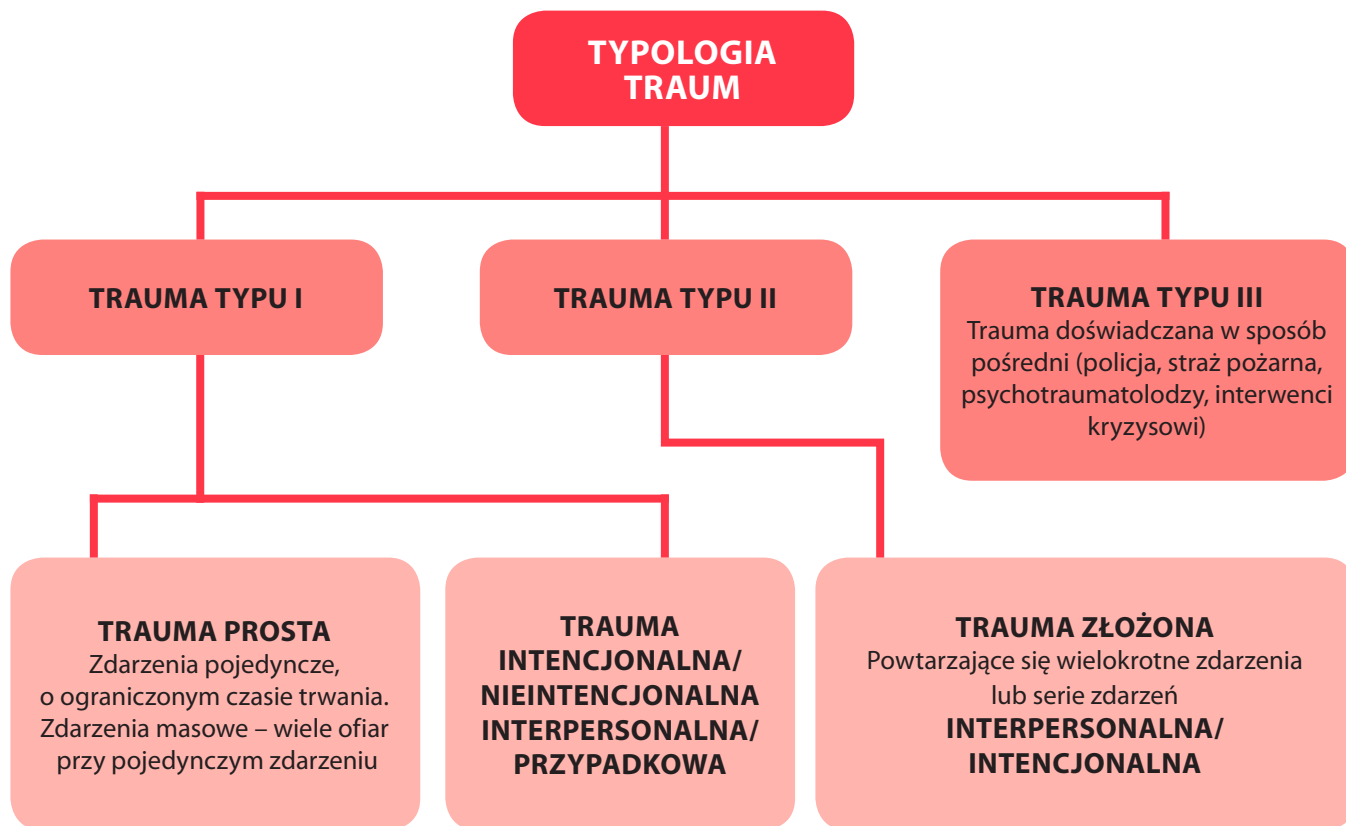 TYPOLOGIA
TRAUM
TRAUMA TYPU I
TRAUMA TYPU II
TRAUMA TYPU III
Trauma doświadczana w sposób
pośredni (policja, straż pożarna,
psychotraumatolodzy, interwenci
kryzysowi)
TRAUMA PROSTA
Zdarzenia pojedyncze,
o ograniczonym czasie trwania.
Zdarzenia masowe – wiele ofiar
przy pojedynczym zdarzeniu
TRAUMA
INTENCJONALNA/
NIEINTENCJONALNA
INTERPERSONALNA/
PRZYPADKOWA
TRAUMA ZŁOŻONA
Powtarzające się wielokrotne zdarzenia
lub serie zdarzeń
INTERPERSONALNA/
INTENCJONALNA